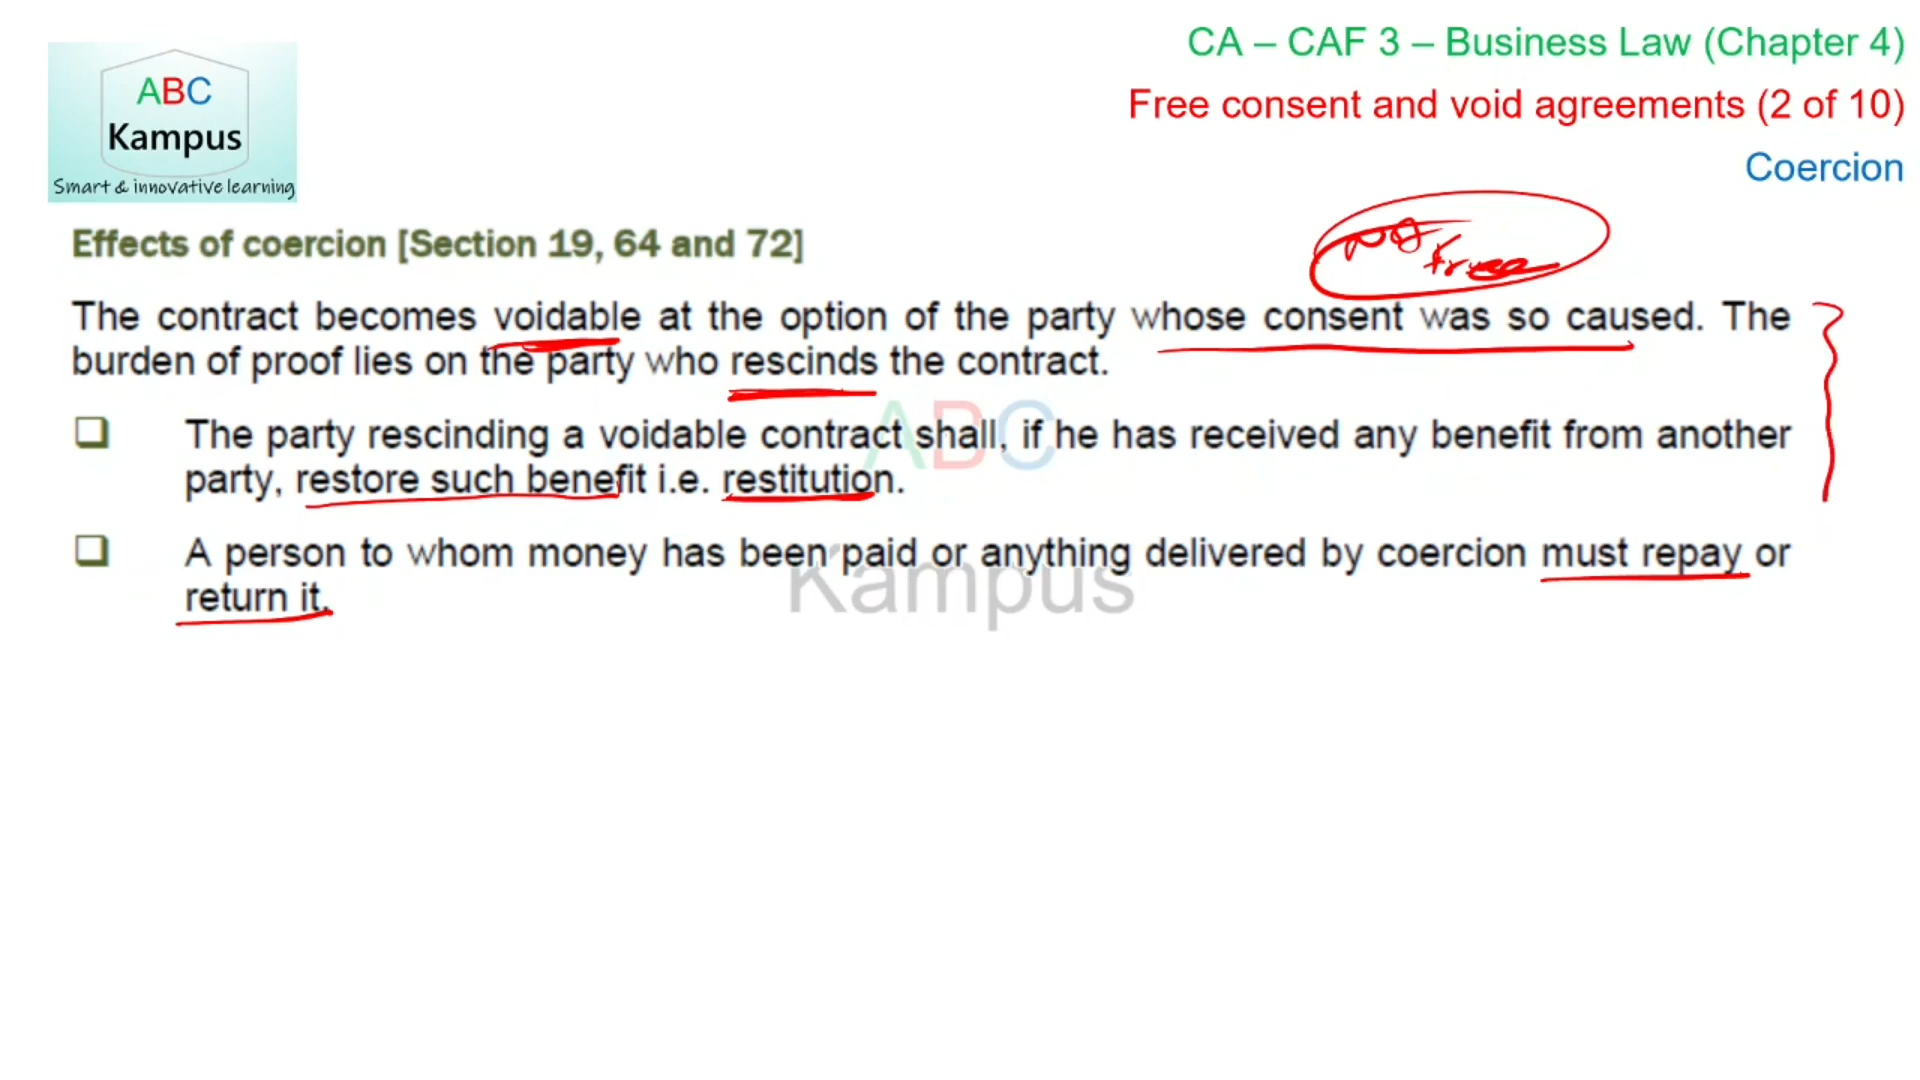 ABC
Kampus
Smart & innovative learning
CA – CAF 3 – Business Law (Chapter 4)
Free consent and void agreements (2 of 10)
Coercion
Effects of coercion [Section 19, 64 and 72]
not
free
The contract becomes voidable at the option of the party whose consent was so caused. The
burden of proof lies on the party who rescinds the contract.
❑ The party rescinding a voidable contract shall, if he has received any benefit from another
party, restore such benefit i.e. restitution.
❑ A person to whom money has been paid or anything delivered by coercion must repay or
return it.
ABC
Kampus